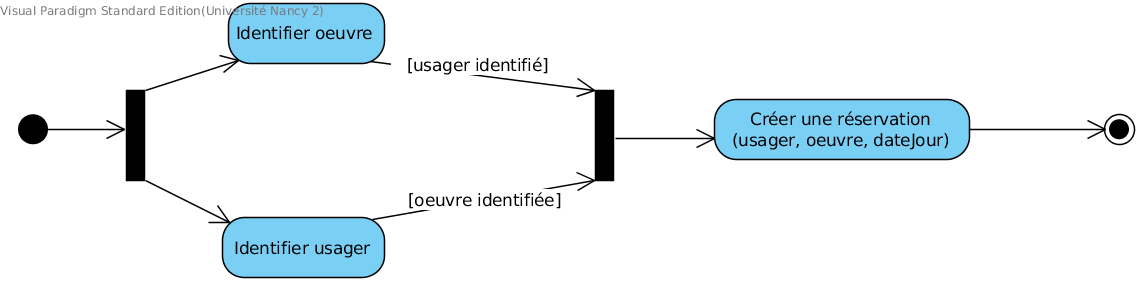 Visual Paradigm Standard Edition(Université Nancy 2)
Identifier oeuvre
[usager identifié]
Créer une réservation
(usager, oeuvre, dateJour)
[oeuvre identifiée]
Identifier usager